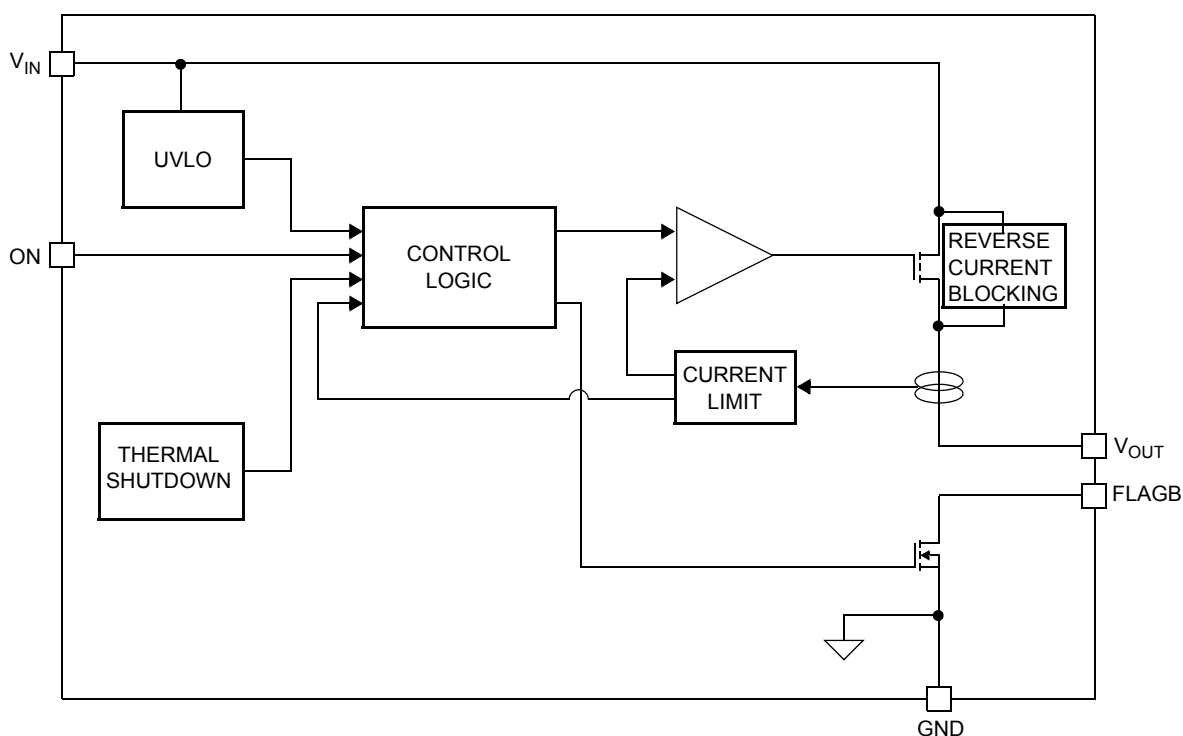 VIN
UVLO
ON
CONTROL
LOGIC
REVERSE
CURRENT
BLOCKING
CURRENT
LIMIT
THERMAL
SHUTDOWN
VOUT
FLAGB
GND